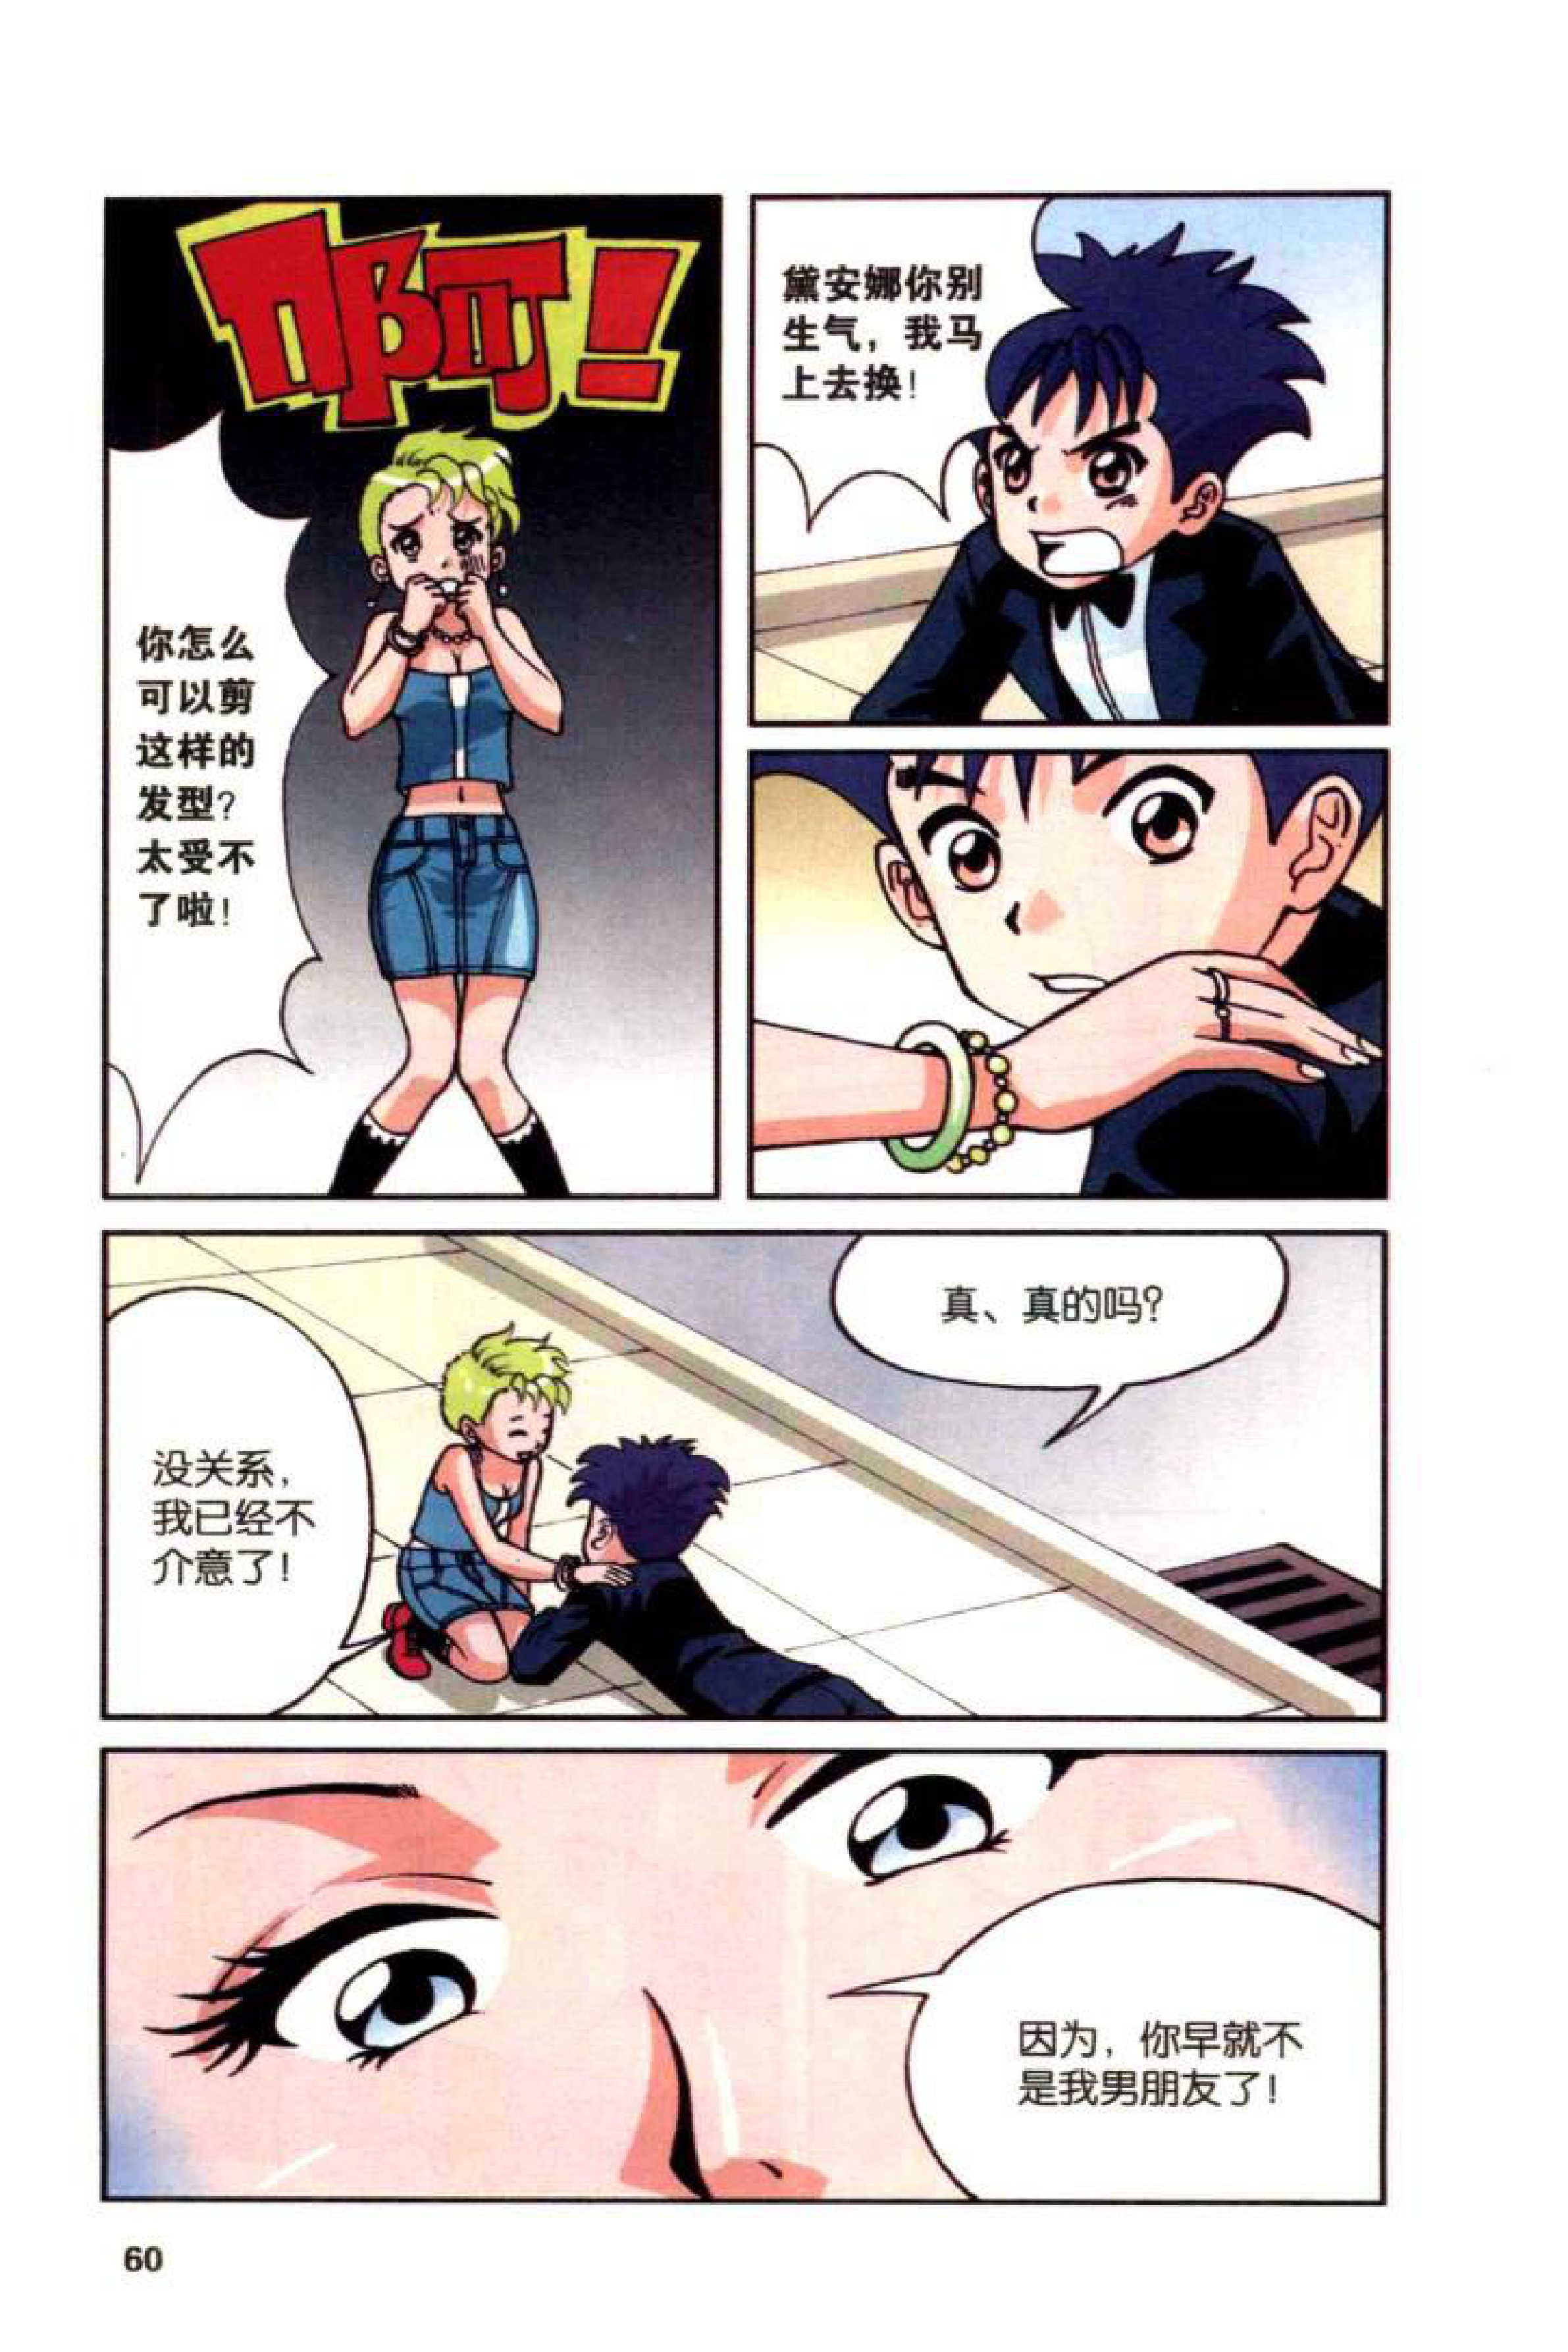 啊!
你怎么
可以剪
这样的
发型?
太受不
了啦!
黛安娜你别
生气,我马
上去换!
真、真的吗?
没关系,
我已经不
介意了!
因为,你早就不
是我男朋友了!
60